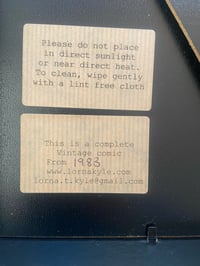 Please do not place
in direct sunlight
or near direct heat.
To clean, wipe gently
with a lint free cloth
This is a complete
Vintage comic
From 1983
www.lornakyle.com
lorna.t.kyle@gmail.com